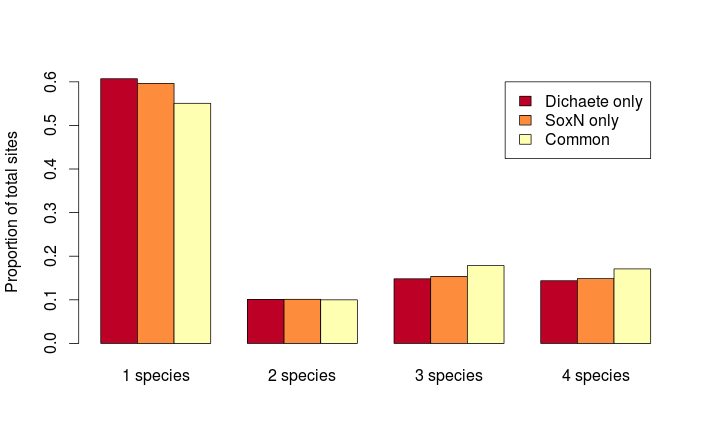 Proportion of total sites
0.6
0.5
0.4
0.3
0.2
0.1
0.0
Dichaete only
SoxN only
Common
1 species
2 species
3 species
4 species